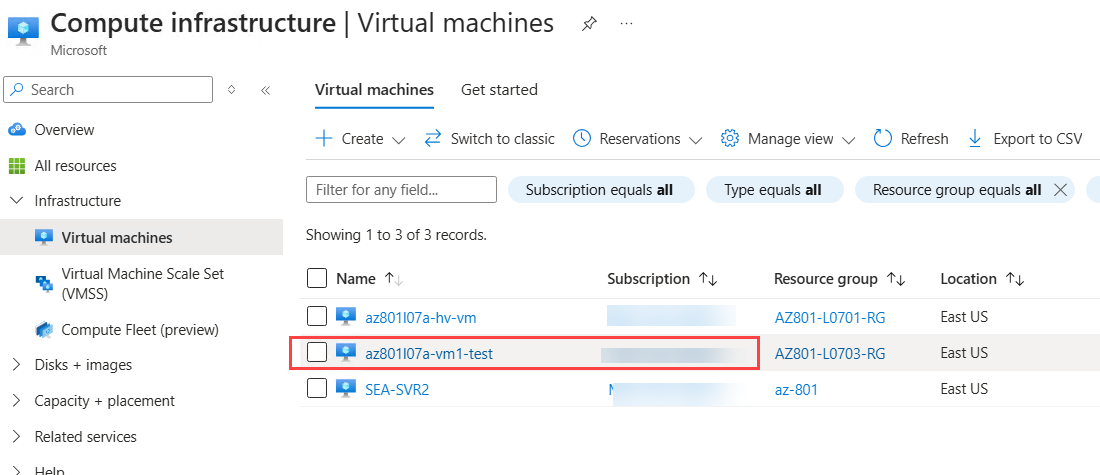 Compute infrastructure | Virtual machines
Microsoft
Search
Virtual machines Get started
Create Switch to classic Reservations Manage view Refresh Export to CSV
Overview
All resources
Infrastructure
Virtual machines
Virtual Machine Scale Set
(VMSS)
Compute Fleet (preview)
Disks + images
Capacity + placement
Related services
Help
Filter for any field... Subscription equals all Type equals all Resource group equals all
Showing 1 to 3 of 3 records.
Name Subscription Resource group Location
az801l07a-hv-vm AZ801-L0701-RG East US
az801l07a-vm1-test AZ801-L0703-RG East US
SEA-SVR2 az-801 East US